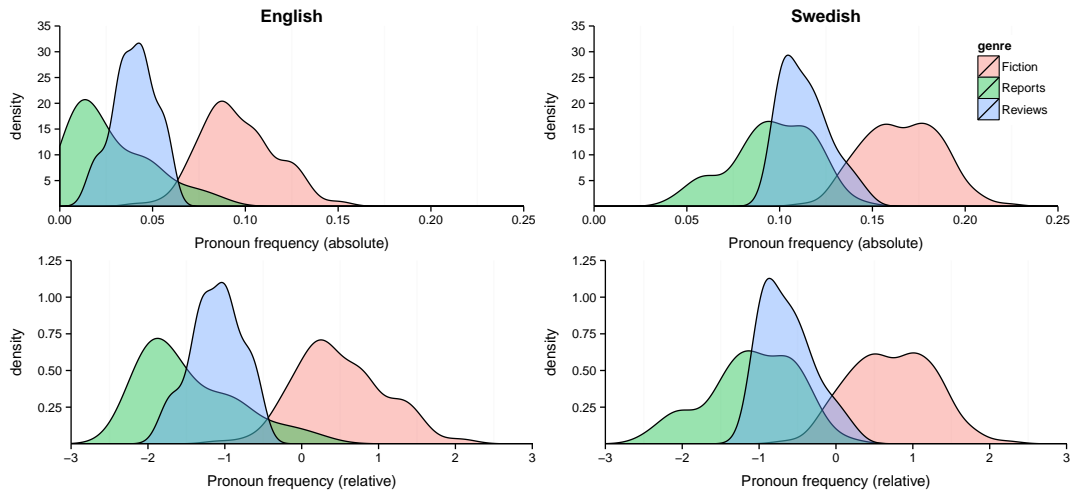 English
35
30
25
20
15
10
5
density
0.00 0.05 0.10 0.15 0.20 0.25
Pronoun frequency (absolute)
Swedish
35
30
25
20
15
10
5
density
0.00 0.05 0.10 0.15 0.20 0.25
Pronoun frequency (absolute)
genre
Fiction
Reports
Reviews
1.25
1.00
0.75
0.50
0.25
density
−3 −2 −1 0 1 2 3
Pronoun frequency (relative)
1.25
1.00
0.75
0.50
0.25
density
−3 −2 −1 0 1 2 3
Pronoun frequency (relative)